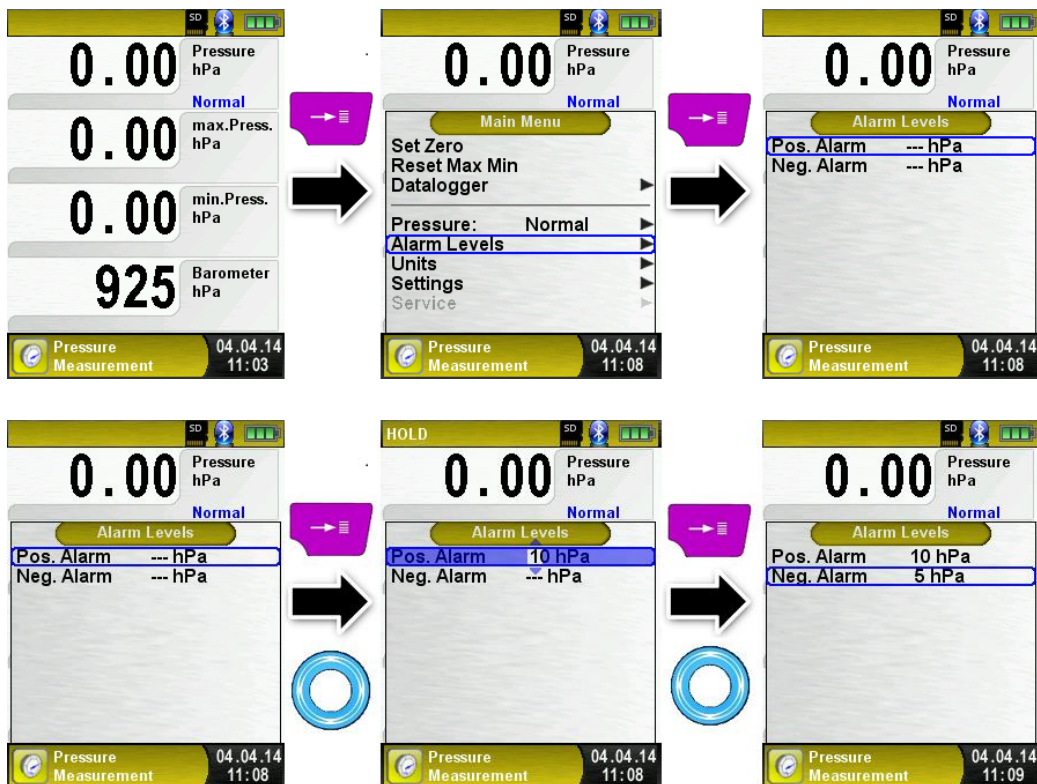 SD
0.00 Pressure
hPa
Normal
0.00 max.Press.
hPa
0.00 min.Press.
hPa
925 Barometer
hPa
Pressure 04.04.14
Measurement 11:03
SD
0.00 Pressure
hPa
Normal
Main Menu
Set Zero
Reset Max Min
Datalogger
Pressure: Normal
Alarm Levels
Units
Settings
Service
Pressure 04.04.14
Measurement 11:08
SD
0.00 Pressure
hPa
Normal
Alarm Levels
Pos. Alarm --- hPa
Neg. Alarm --- hPa
Pressure 04.04.14
Measurement 11:08
SD
0.00 Pressure
hPa
Normal
Alarm Levels
Pos. Alarm --- hPa
Neg. Alarm --- hPa
Pressure 04.04.14
Measurement 11:08
HOLD SD
0.00 Pressure
hPa
Normal
Alarm Levels
Pos. Alarm 10 hPa
Neg. Alarm --- hPa
Pressure 04.04.14
Measurement 11:08
SD
0.00 Pressure
hPa
Normal
Alarm Levels
Pos. Alarm 10 hPa
Neg. Alarm 5 hPa
Pressure 04.04.14
Measurement 11:09